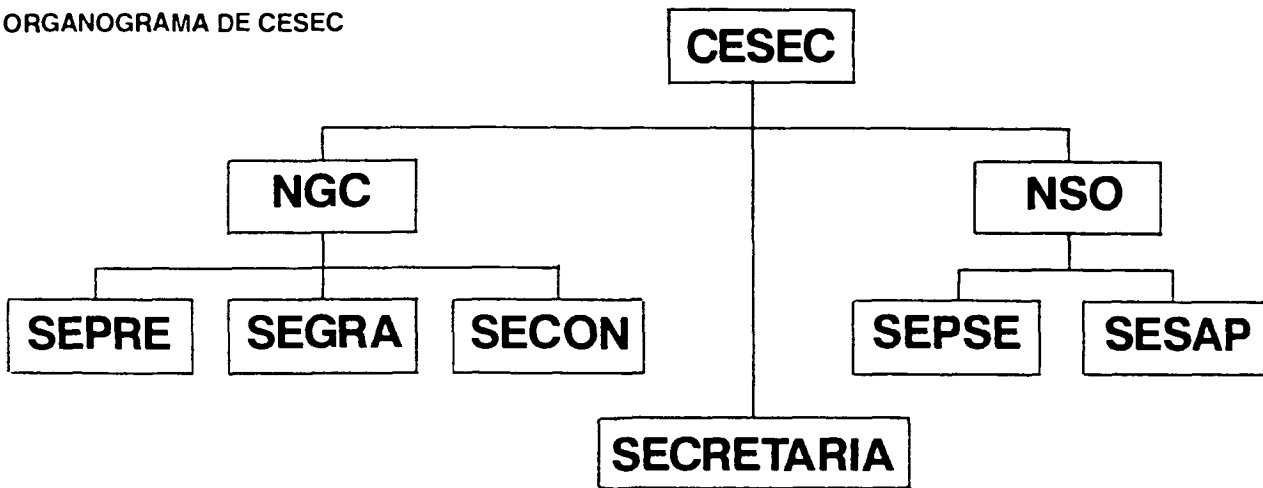 ORGANOGRAMA DE CESEC
CESEC
NGC
NSO
SEPRE
SEGRA
SECON
SEPSE
SESAP
SECRETARIA